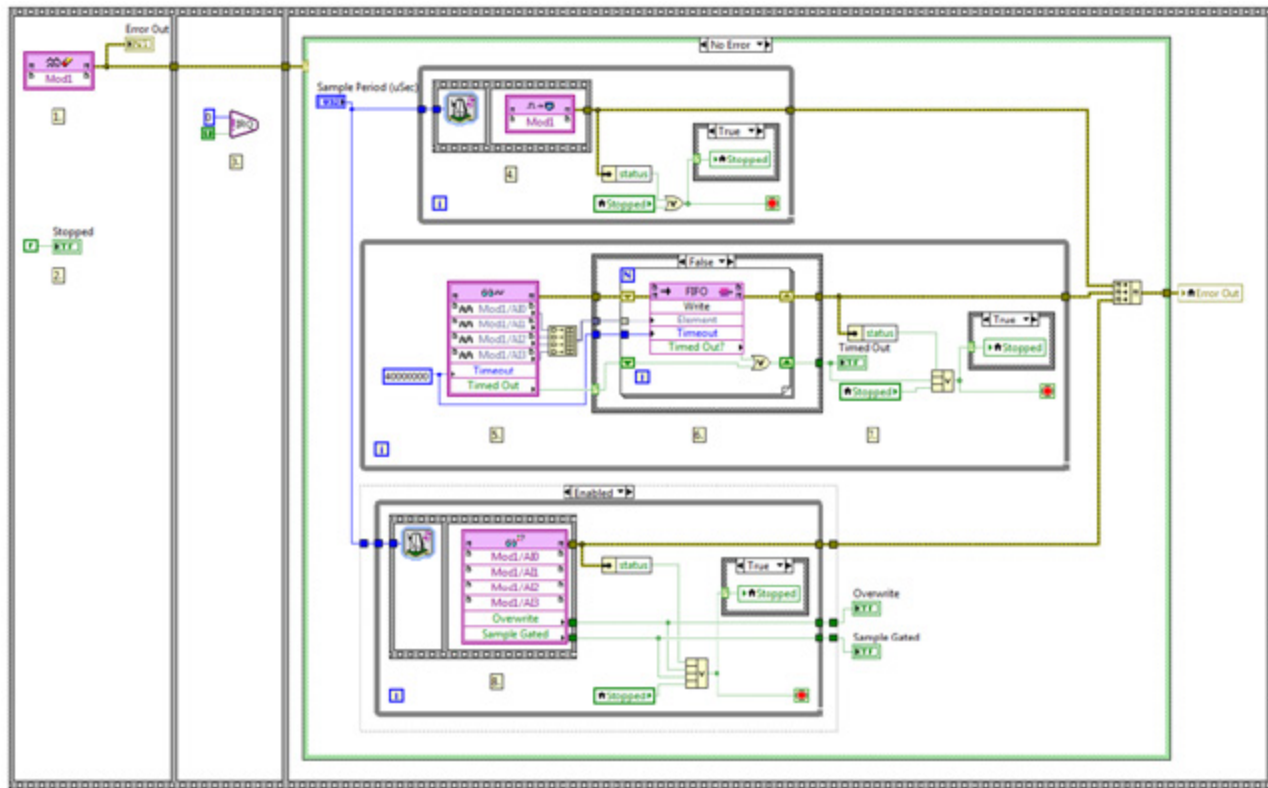 Error Out
Mod1
1.
Stopped
2.
3.
No Error
Sample Period (uSec)
Mod1
4.
status
True
Stopped
Stopped
i
False
N
FIFO
Write
Element
Timeout
Timed Out?
i
Mod1/AI0
Mod1/AI1
Mod1/AI2
Mod1/AI3
Timeout
Timed Out
40000000
status
Timed Out
True
Stopped
Stopped
Error Out
5.
6.
7.
i
Enabled
Mod1/AI0
Mod1/AI1
Mod1/AI2
Mod1/AI3
Overwrite
Sample Gated
status
True
Stopped
Overwrite
Sample Gated
8.
Stopped
i